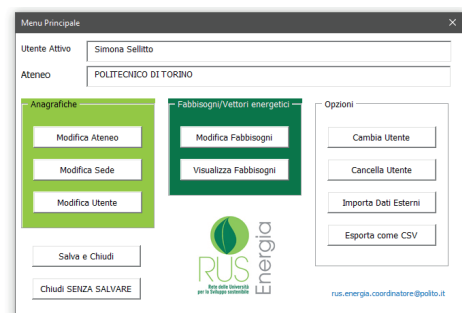 Menu Principale
Utente Attivo
Simona Sellitto
Ateneo
POLITECNICO DI TORINO
Anagrafiche
Modifica Ateneo
Modifica Sede
Modifica Utente
Fabbisogni/Vettori energetici
Modifica Fabbisogni
Visualizza Fabbisogni
Opzioni
Cambia Utente
Cancella Utente
Importa Dati Esterni
Esporta come CSV
Salva e Chiudi
Chiudi SENZA SALVARE
RUS
Energia
Rete delle Università
per lo Sviluppo sostenibile
rus.energia.coordinatore@polito.it